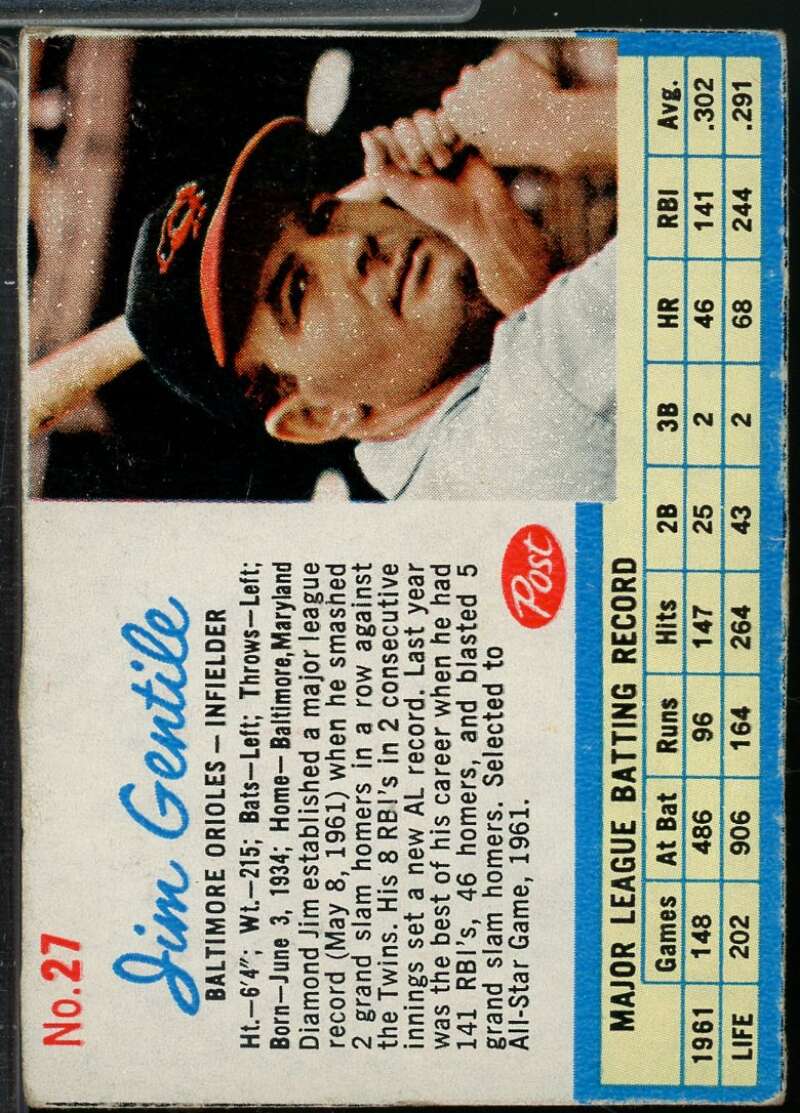 No.27
Jim Gentile
BALTIMORE ORIOLES — INFIELDER
Ht.—6'4"; Wt.—215; Bats—Left; Throws—Left;
Born—June 3, 1934; Home—Baltimore, Maryland
Diamond Jim established a major league
record (May 8, 1961) when he smashed
2 grand slam homers in a row against
the Twins. His 8 RBI's in 2 consecutive
innings set a new AL record. Last year
was the best of his career when he had
141 RBI's, 46 homers, and blasted 5
grand slam homers. Selected to
All-Star Game, 1961.
Post
MAJOR LEAGUE BATTING RECORD
Games At Bat Runs Hits 2B 3B HR RBI Avg.
1961 148 486 96 147 25 2 46 141 .302
LIFE 202 906 164 264 43 2 68 244 .291